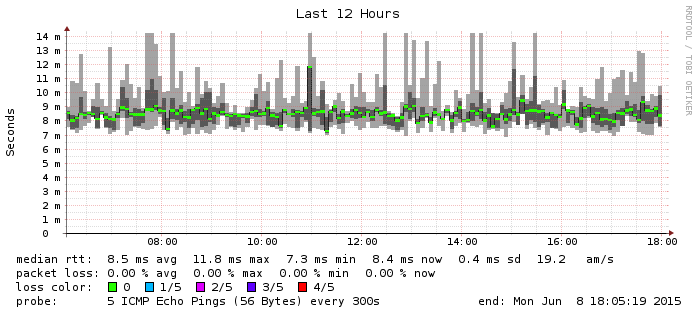 Last 12 Hours
RRDTOOL / TOBI OETIKER
Seconds
14 m
13 m
12 m
11 m
10 m
9 m
8 m
7 m
6 m
5 m
4 m
3 m
2 m
1 m
0
08:00 10:00 12:00 14:00 16:00 18:00
median rtt: 8.5 ms avg 11.8 ms max 7.3 ms min 8.4 ms now 0.4 ms sd 19.2 am/s
packet loss: 0.00 % avg 0.00 % max 0.00 % min 0.00 % now
loss color: 0 1/5 2/5 3/5 4/5
probe: 5 ICMP Echo Pings (56 Bytes) every 300s end: Mon Jun 8 18:05:19 2015